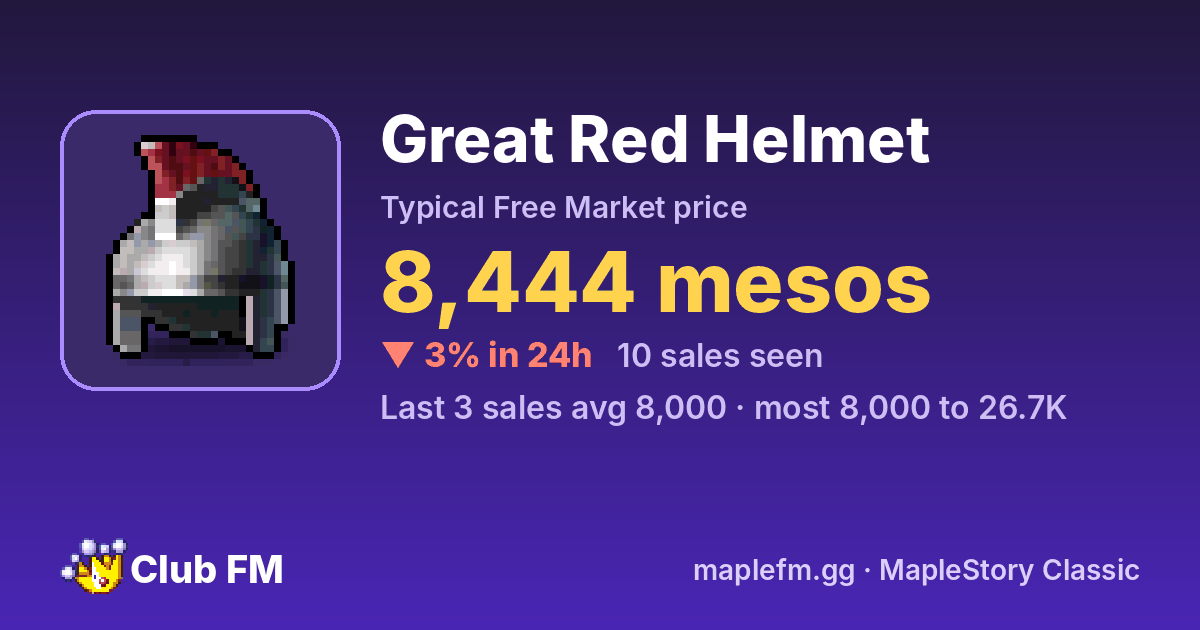 Great Red Helmet
Typical Free Market price
8,444 mesos
▼ 3% in 24h 10 sales seen
Last 3 sales avg 8,000 · most 8,000 to 26.7K
Club FM
maplefm.gg · MapleStory Classic